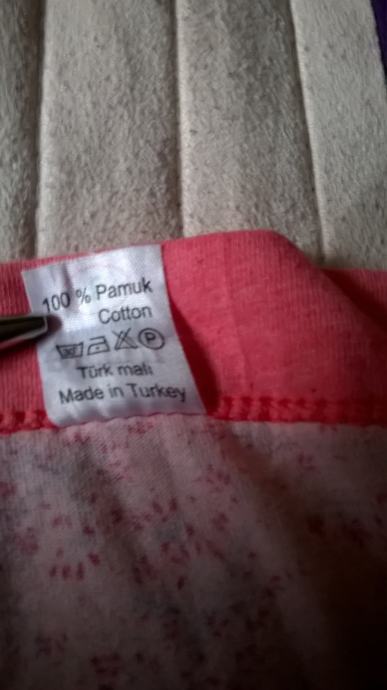 100 % Pamuk
Cotton
P
Türk malı
Made in Turkey